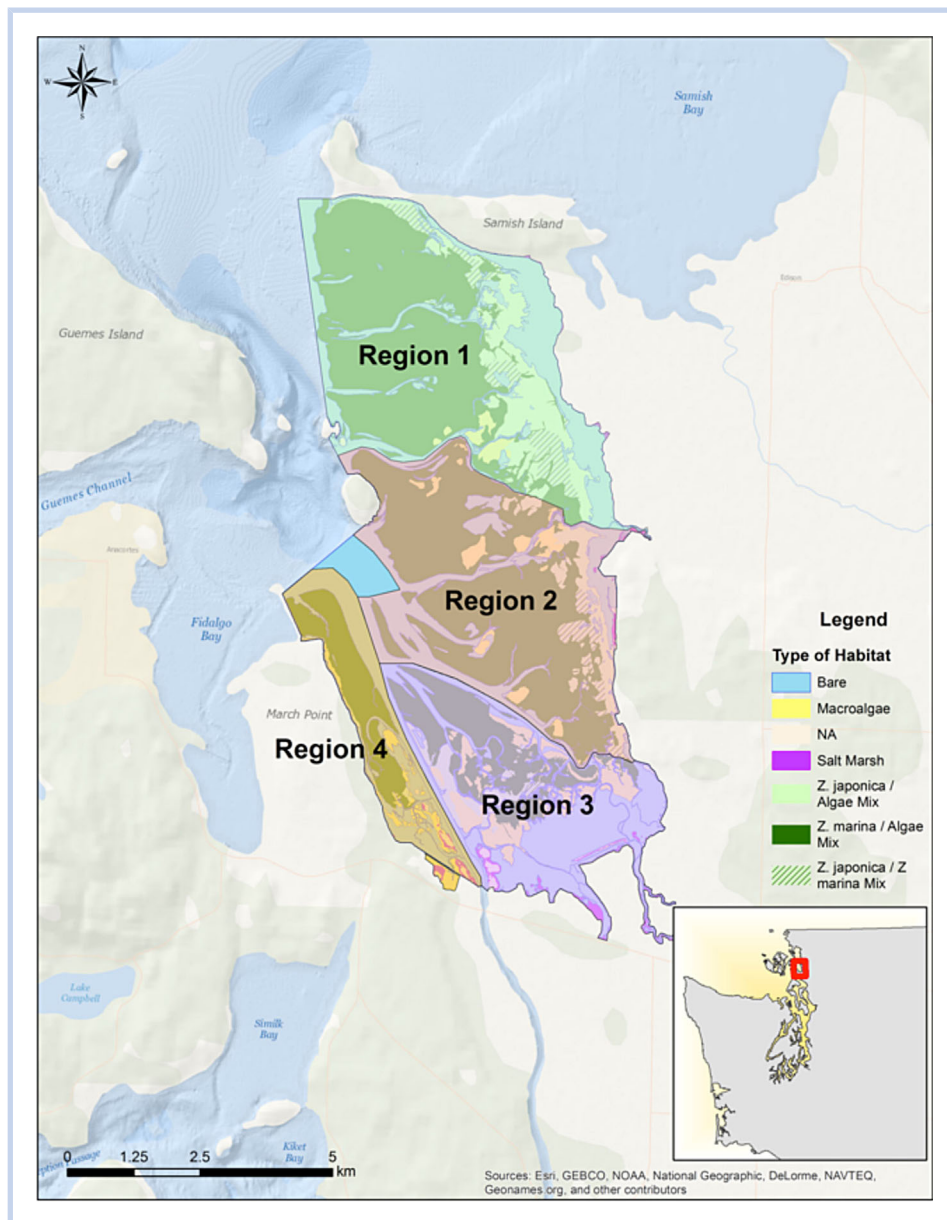 N
W
E
S
Samish
Bay
Samish Island
Edison
Guemes Island
Region 1
Guemes Channel
Anacortes
Fidalgo
Bay
Region 2
March Point
Region 4
Region 3
Legend
Type of Habitat
Bare
Macroalgae
NA
Salt Marsh
Z. japonica /
Algae Mix
Z. marina / Algae
Mix
Z. japonica / Z
marina Mix
Lake
Campbell
Similk
Bay
Kiket
Bay
ption Passage
0 1.25 2.5 5
km
Sources: Esri, GEBCO, NOAA, National Geographic, DeLorme, NAVTEQ,
Geonames.org, and other contributors